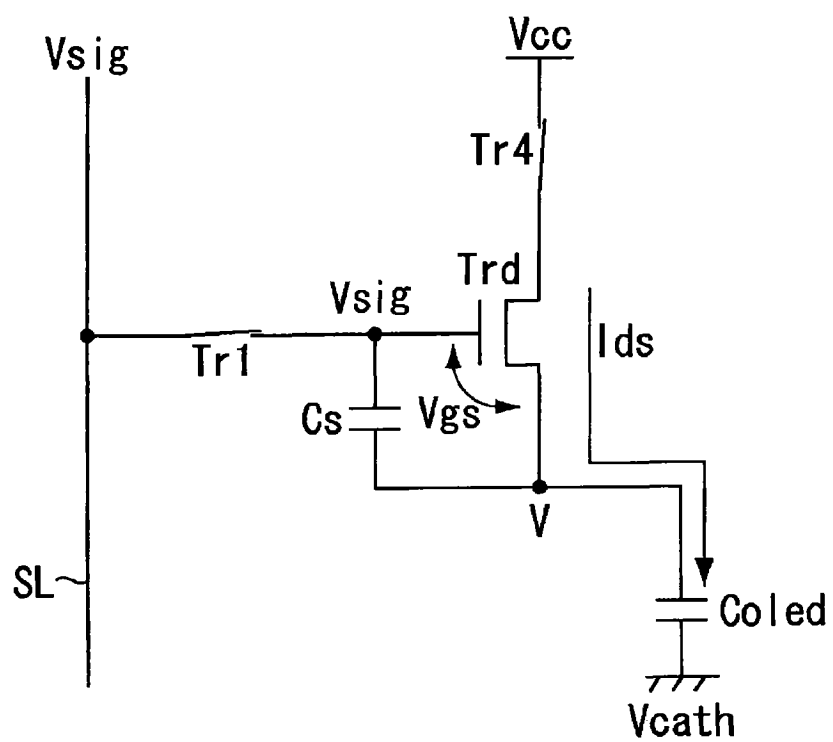 Vcc
Vsig
Tr4
Trd
Vsig
Ids
Tr1
Cs
Vgs
V
SL
Coled
Vcath